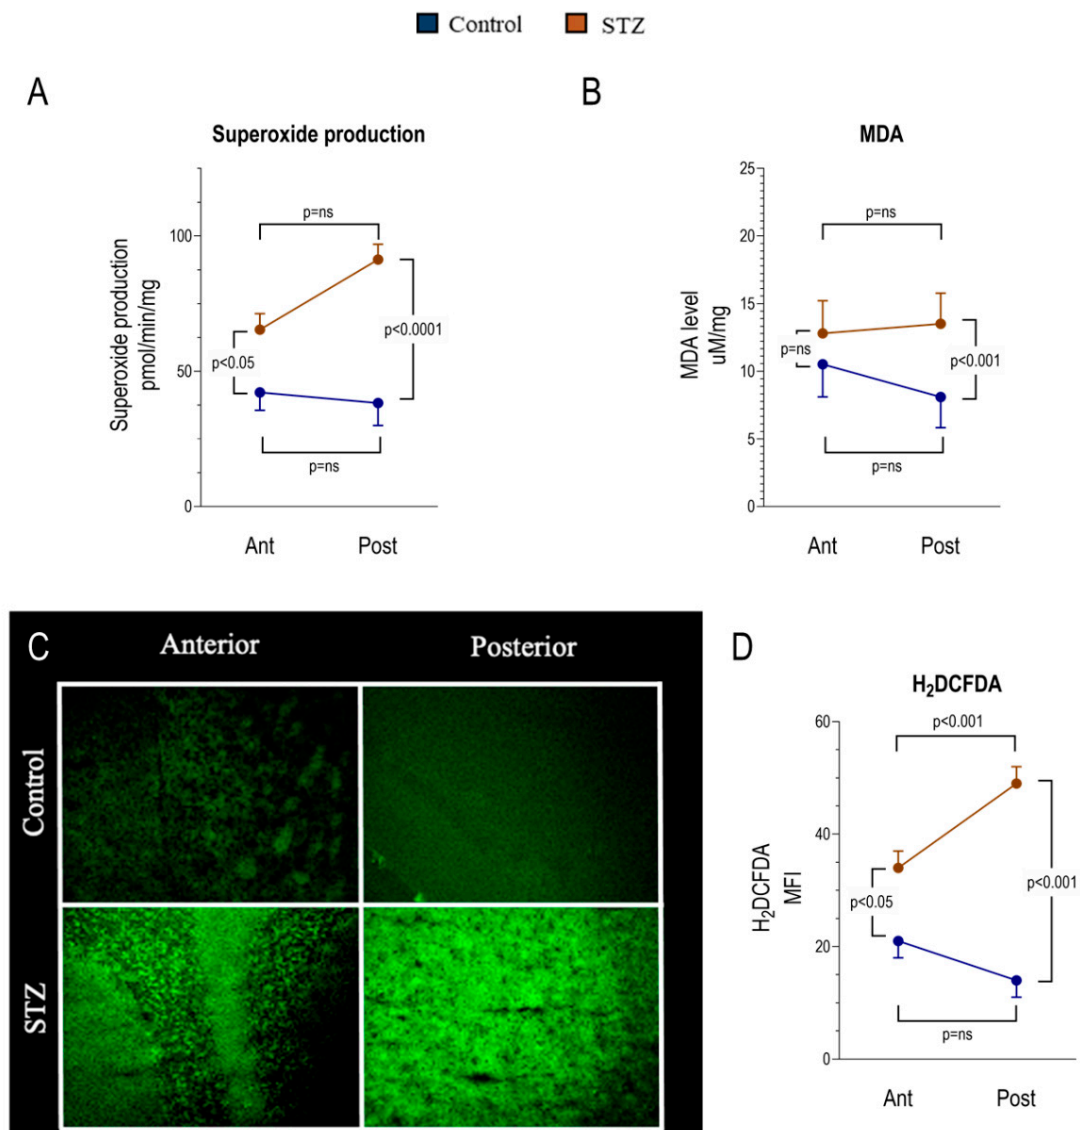 Control STZ
A
Superoxide production
Superoxide production
pmol/min/mg
100
50
0
p=ns
p<0.05
p<0.0001
p=ns
Ant Post
B
MDA
MDA level
uM/mg
25
20
15
10
5
0
p=ns
p=ns
p<0.001
p=ns
Ant Post
C
Anterior Posterior
Control
STZ
D
H₂DCFDA
H₂DCFDA
MFI
60
40
20
0
p<0.001
p<0.05
p<0.001
p=ns
Ant Post